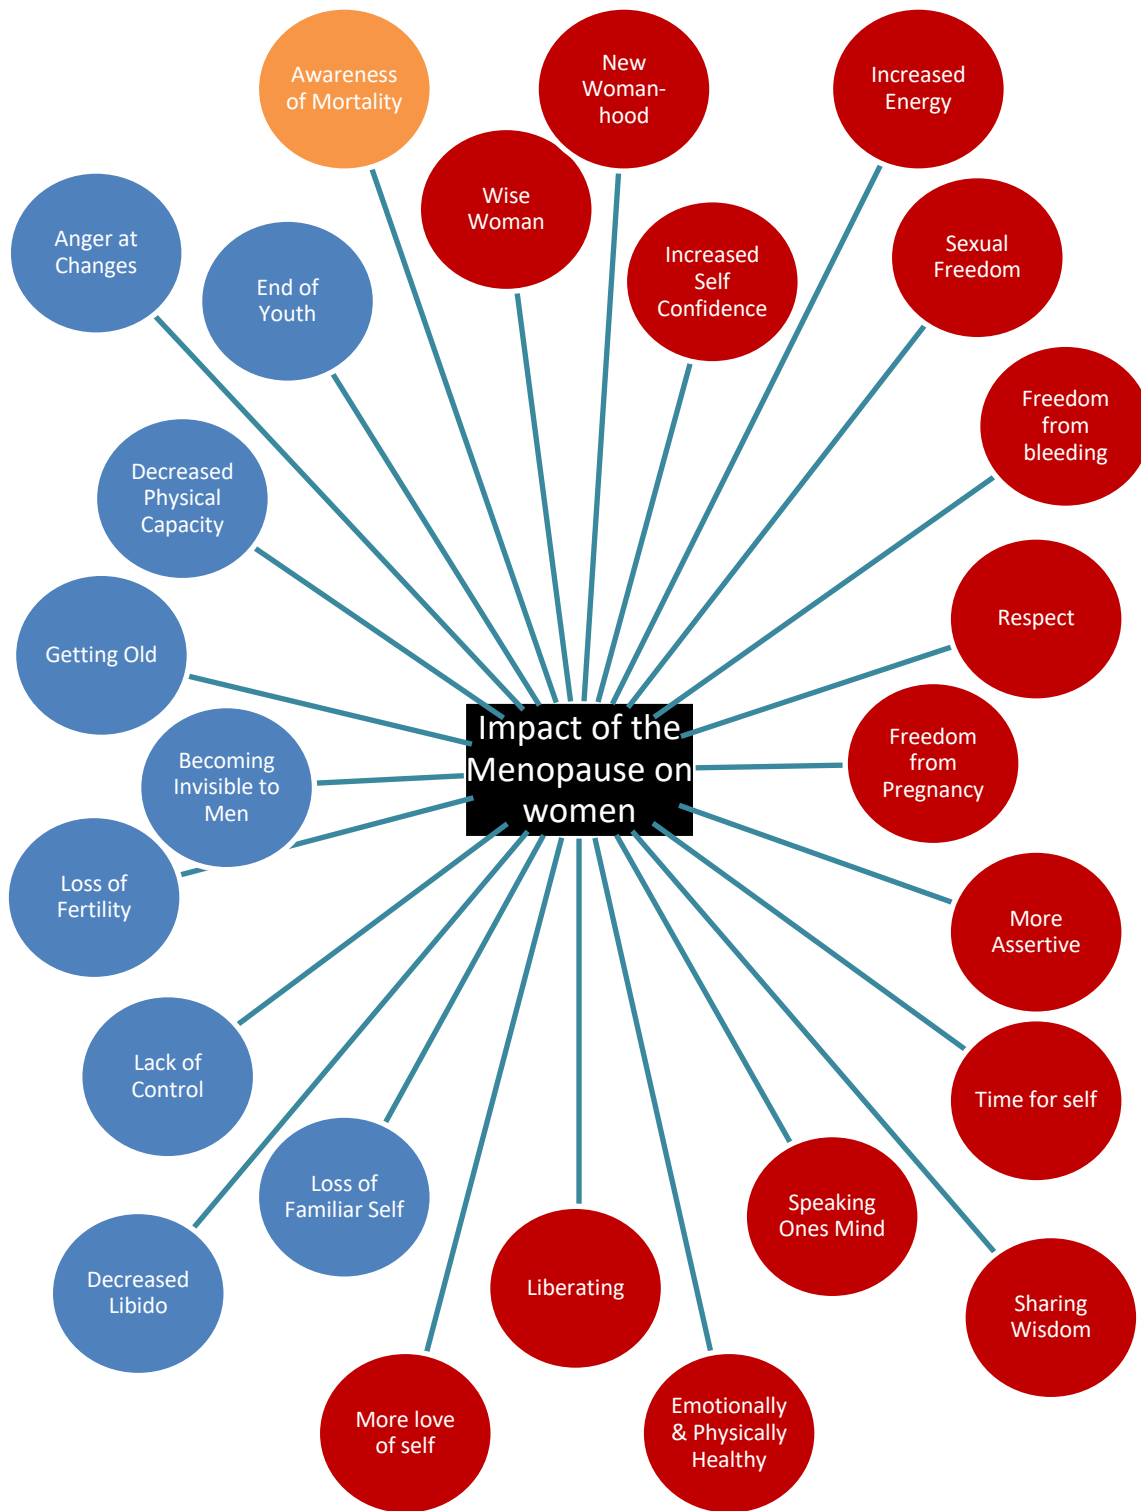 Awareness
of Mortality
New
Woman-
hood
Increased
Energy
Wise
Woman
Anger at
Changes
End of
Youth
Increased
Self
Confidence
Sexual
Freedom
Freedom
from
bleeding
Decreased
Physical
Capacity
Respect
Getting Old
Impact of the
Menopause on
women
Becoming
Invisible to
Men
Freedom
from
Pregnancy
Loss of
Fertility
More
Assertive
Lack of
Control
Time for self
Loss of
Familiar Self
Speaking
Ones Mind
Decreased
Libido
Liberating
Sharing
Wisdom
More love
of self
Emotionally
& Physically
Healthy